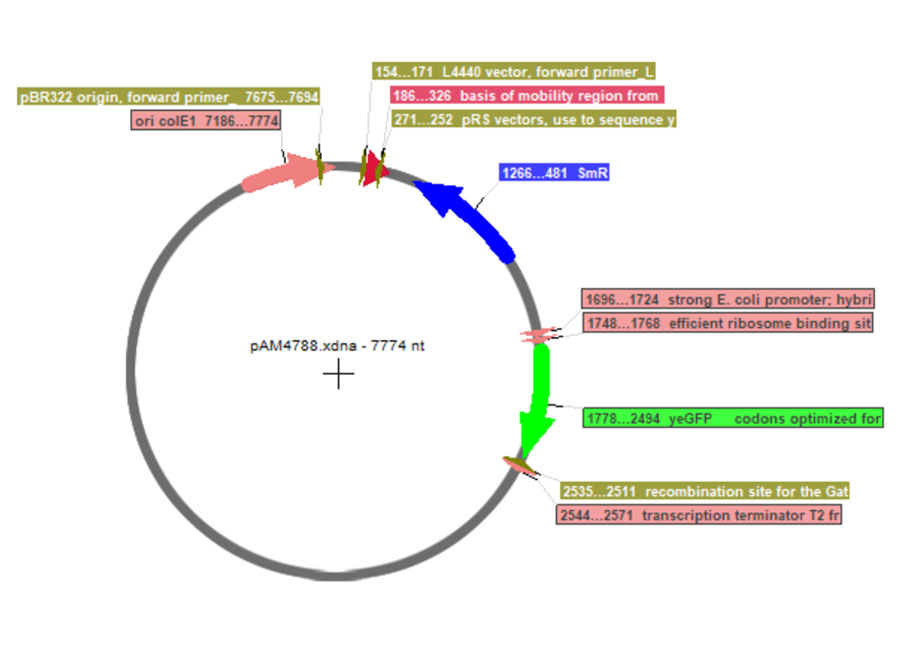 154...171 L4440 vector, forward primer_L
pBR322 origin, forward primer_ 7675...7694
186...326 basis of mobility region from
ori colE1 7186...7774
271...252 pRS vectors, use to sequence y
1266...481 SmR
1696...1724 strong E. coli promoter; hybri
1748...1768 efficient ribosome binding sit
pAM4788.xdna - 7774 nt
1778...2494 yeGFP codons optimized for
2535...2511 recombination site for the Gat
2544...2571 transcription terminator T2 fr